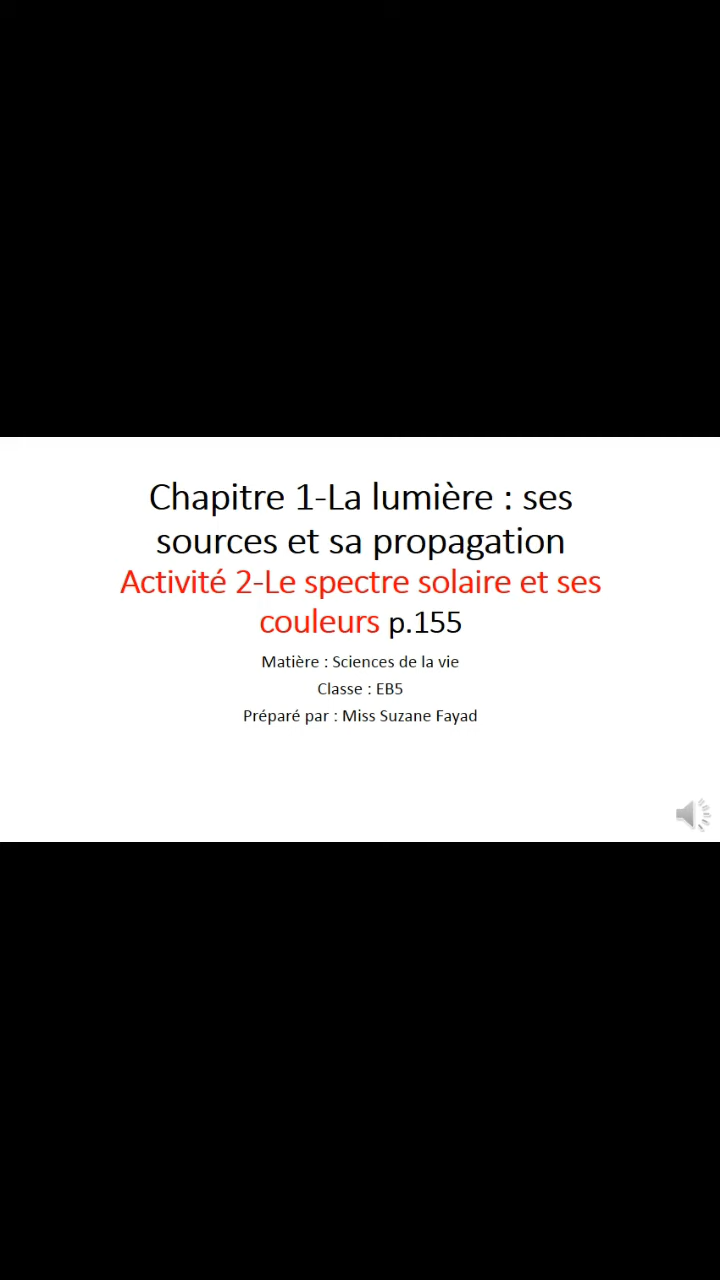 Chapitre 1-La lumière : ses
sources et sa propagation
Activité 2-Le spectre solaire et ses
couleurs p.155
Matière : Sciences de la vie
Classe : EB5
Préparé par : Miss Suzane Fayad